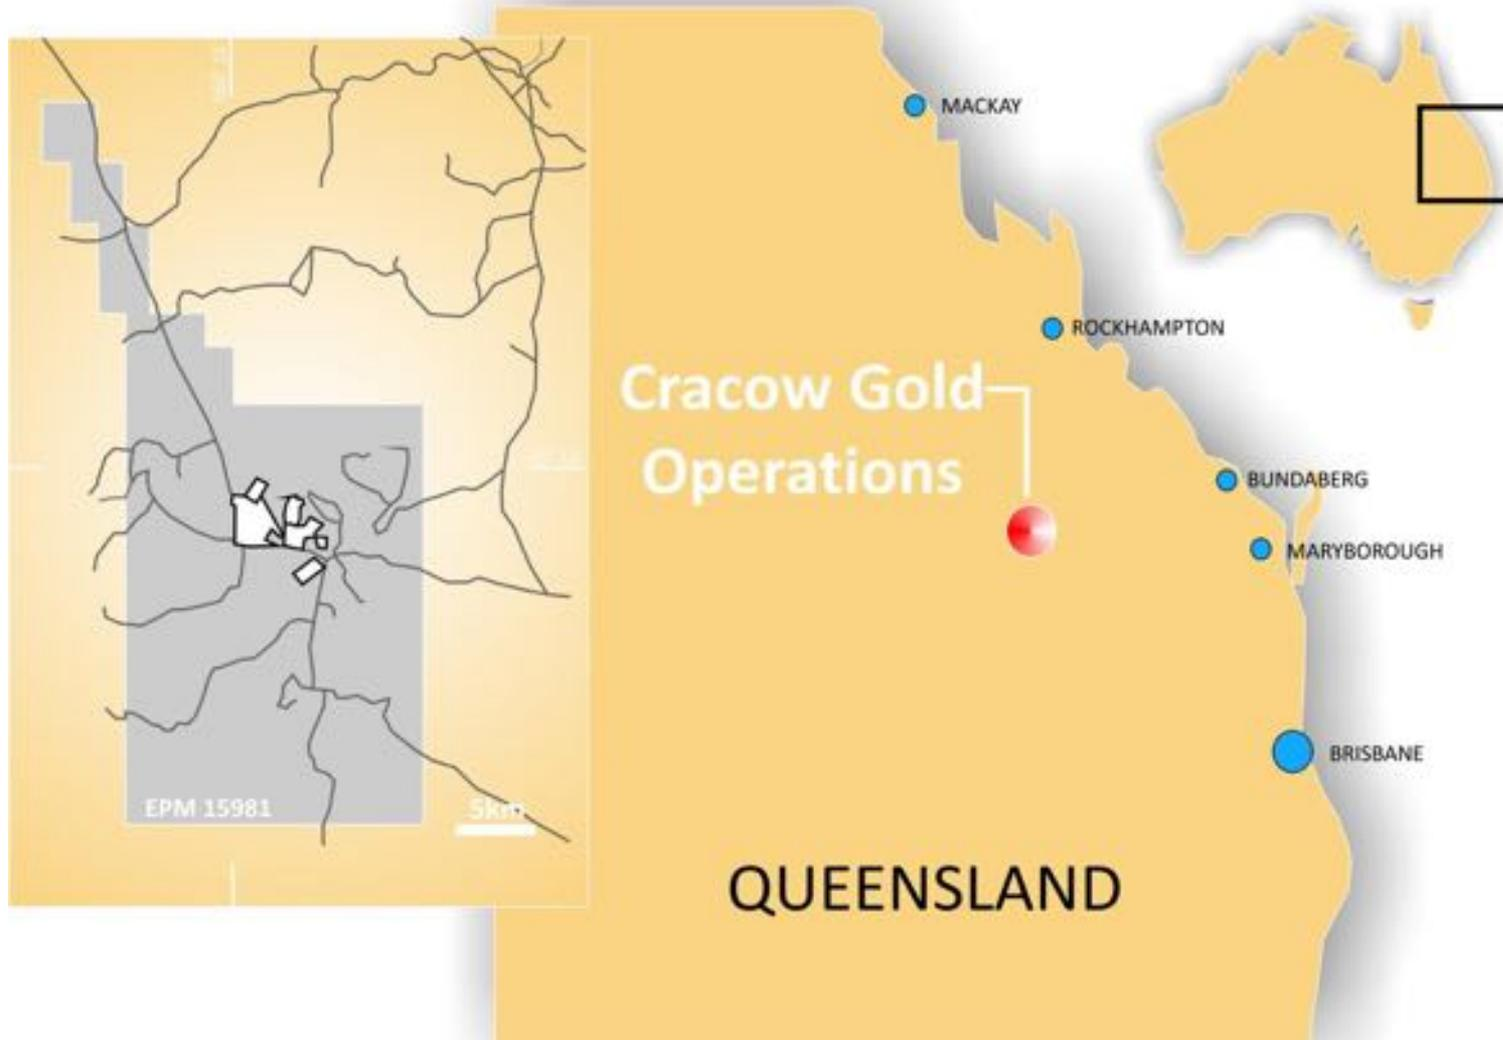 MACKAY
ROCKHAMPTON
Cracow Gold
Operations
BUNDABERG
MARYBOROUGH
BRISBANE
EPM 15981
5km
QUEENSLAND